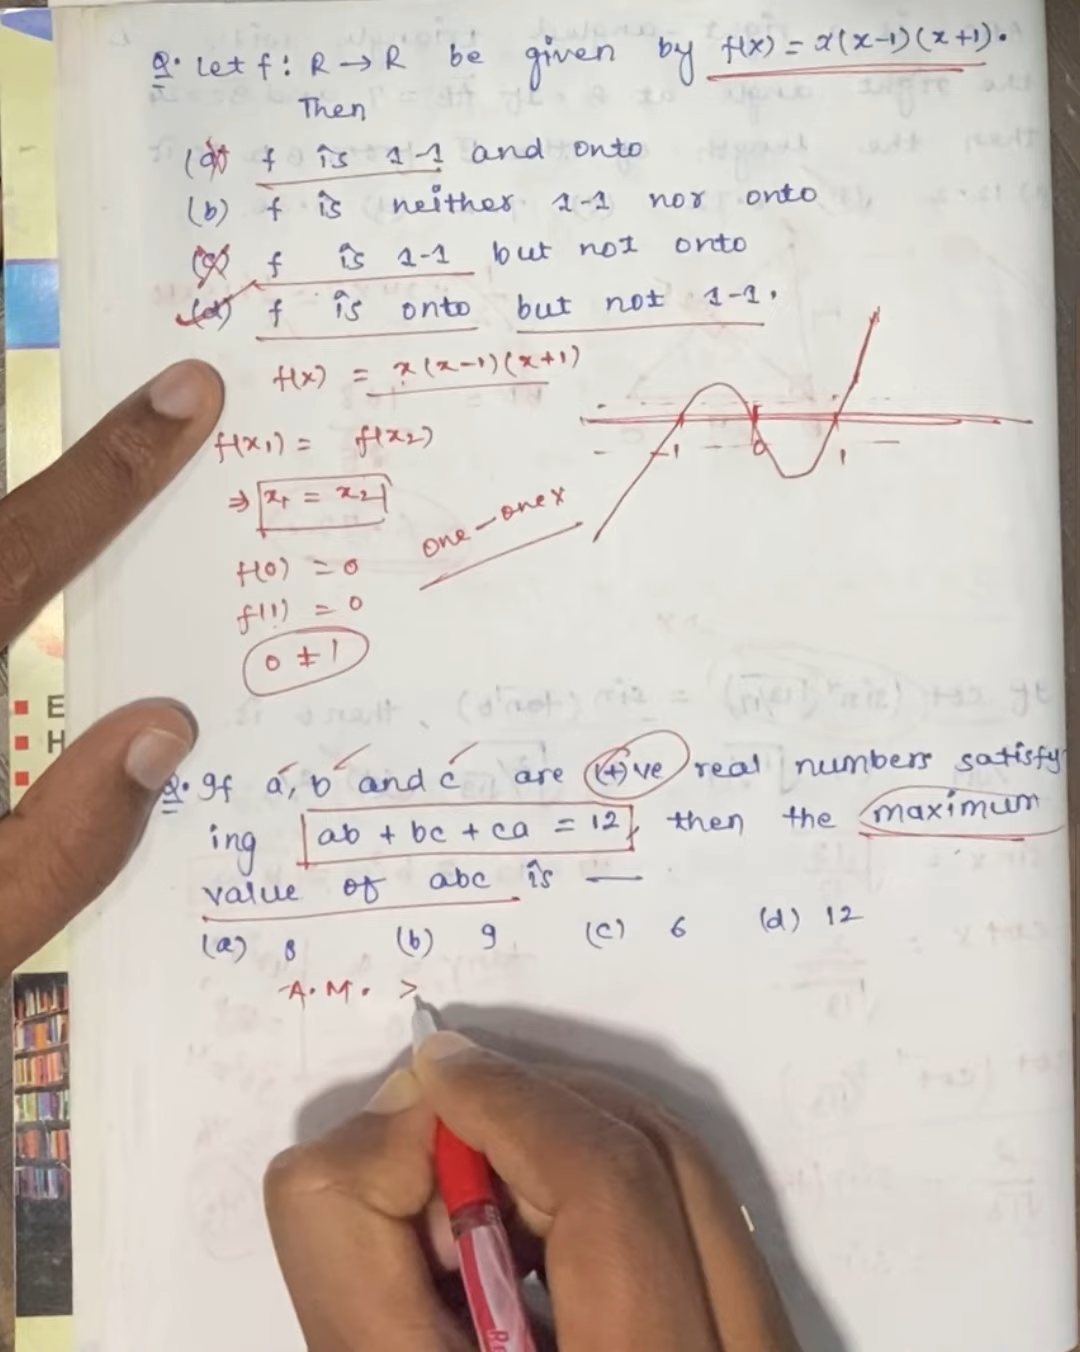 Q. Let f: R → R be given by f(x) = x(x-1)(x+1).
Then
(a) f is 1-1 and onto
(b) f is neither 1-1 nor onto
(c) f is 1-1 but not onto
(d) f is onto but not 1-1.
f(x) = x(x-1)(x+1)
f(x₁) = f(x₂)
⇒ x₁ = x₂
one-one x
f(0) = 0
f(1) = 0
0 ≠ 1
-1 0 1
Q. If a, b and c are (+)ve real numbers satisfy
ing ab + bc + ca = 12, then the maximum
value of abc is —
(a) 8 (b) 9 (c) 6 (d) 12
A.M. >
E
H